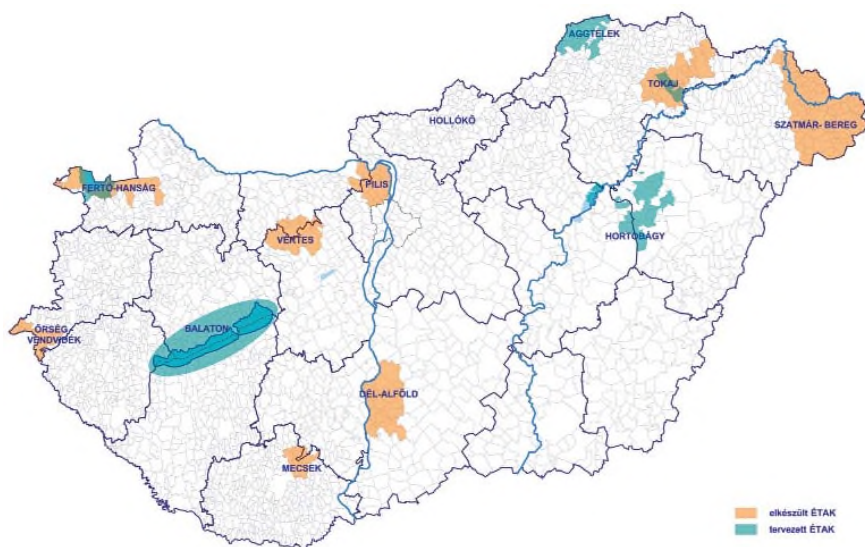 AGGTELEK
TOKAJ
HOLLÓKŐ
SZATMÁR- BEREG
FERTŐ-HANSÁG
PILIS
VÉRTES
HORTOBÁGY
ŐRSÉG
VENDVIDÉK
BALATON
DÉL-ALFÖLD
MECSEK
elkészült ÉTAK
tervezett ÉTAK